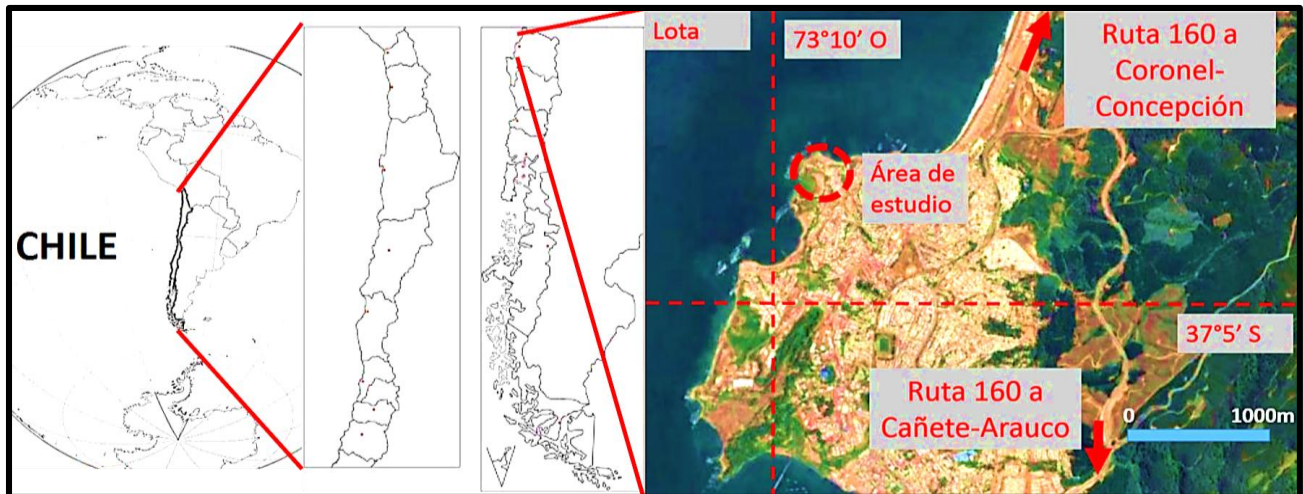 CHILE
Lota
73°10' O
Ruta 160 a
Coronel-
Concepción
Área de
estudio
37°5' S
Ruta 160 a
Cañete-Arauco
0 1000m